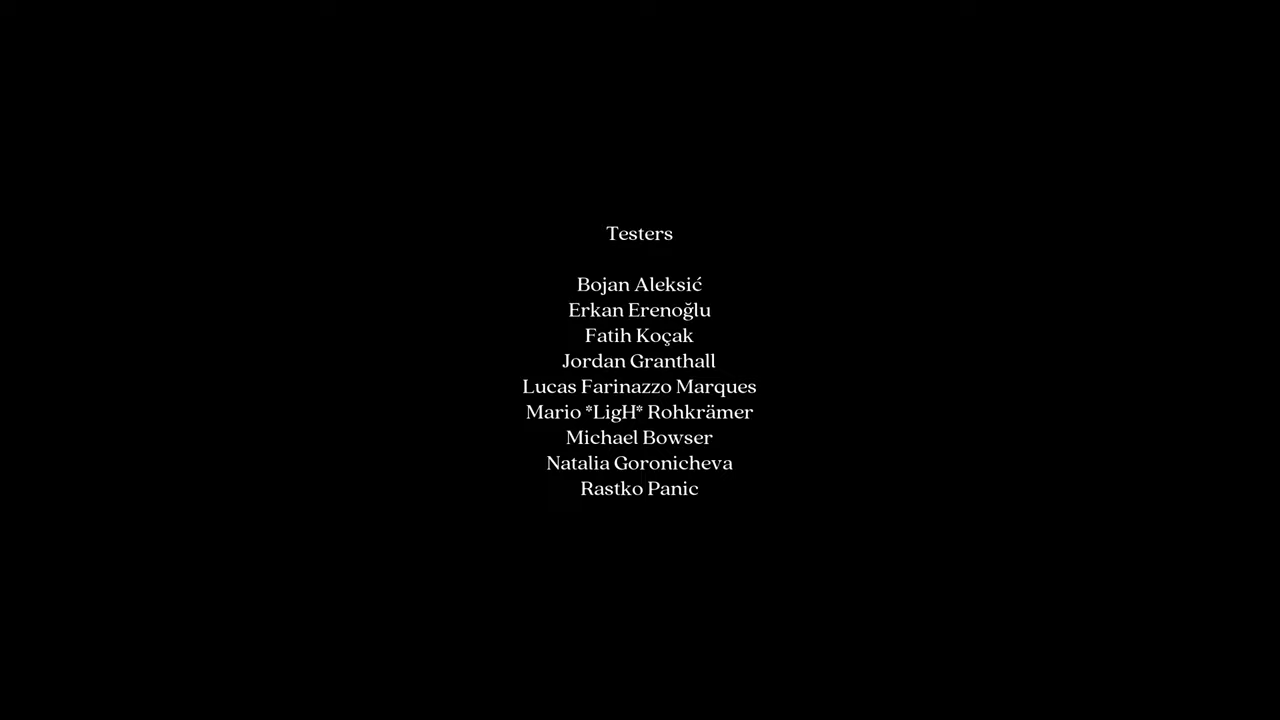 Testers
Bojan Aleksić
Erkan Erenoğlu
Fatih Koçak
Jordan Granthall
Lucas Farinazzo Marques
Mario *LigH* Rohkrämer
Michael Bowser
Natalia Goronicheva
Rastko Panic